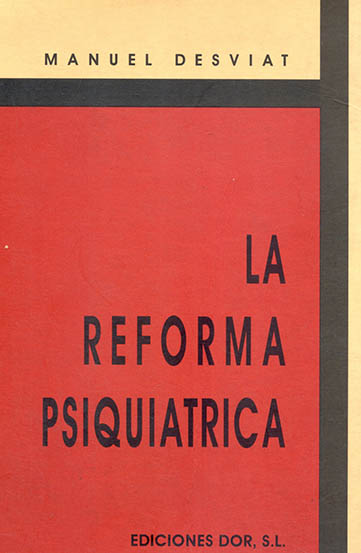 MANUEL DESVIAT
LA
REFORMA
PSIQUIATRICA
EDICIONES DOR, S.L.